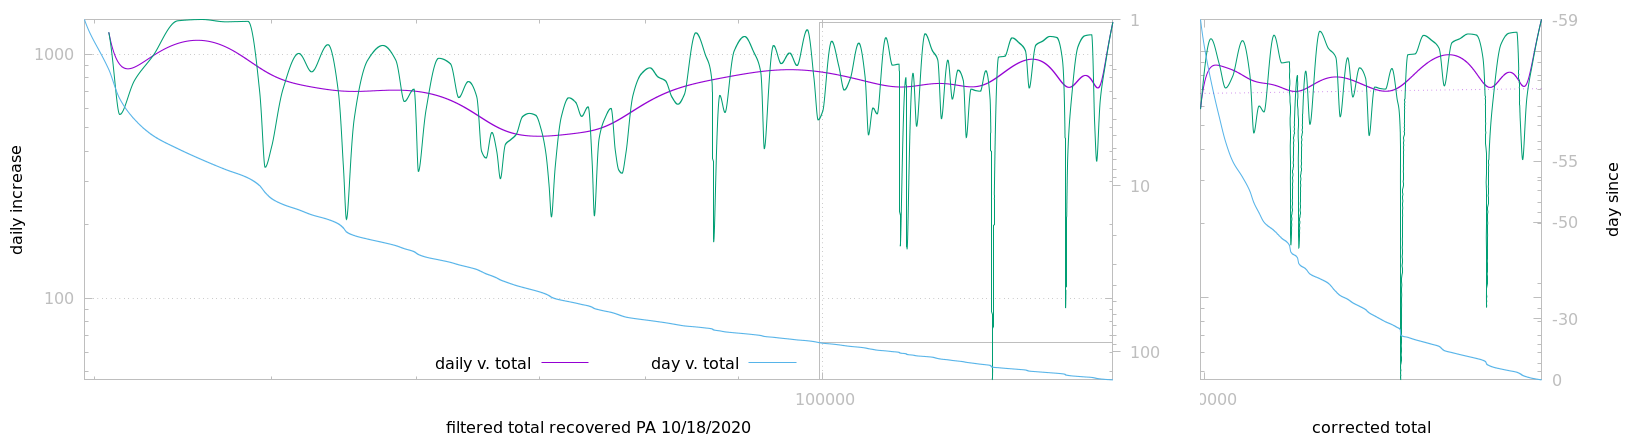 1000
100
daily increase
daily v. total
day v. total
100000
filtered total recovered PA 10/18/2020
1
10
100
0000
corrected total
-59
-55
-50
-30
0
day since